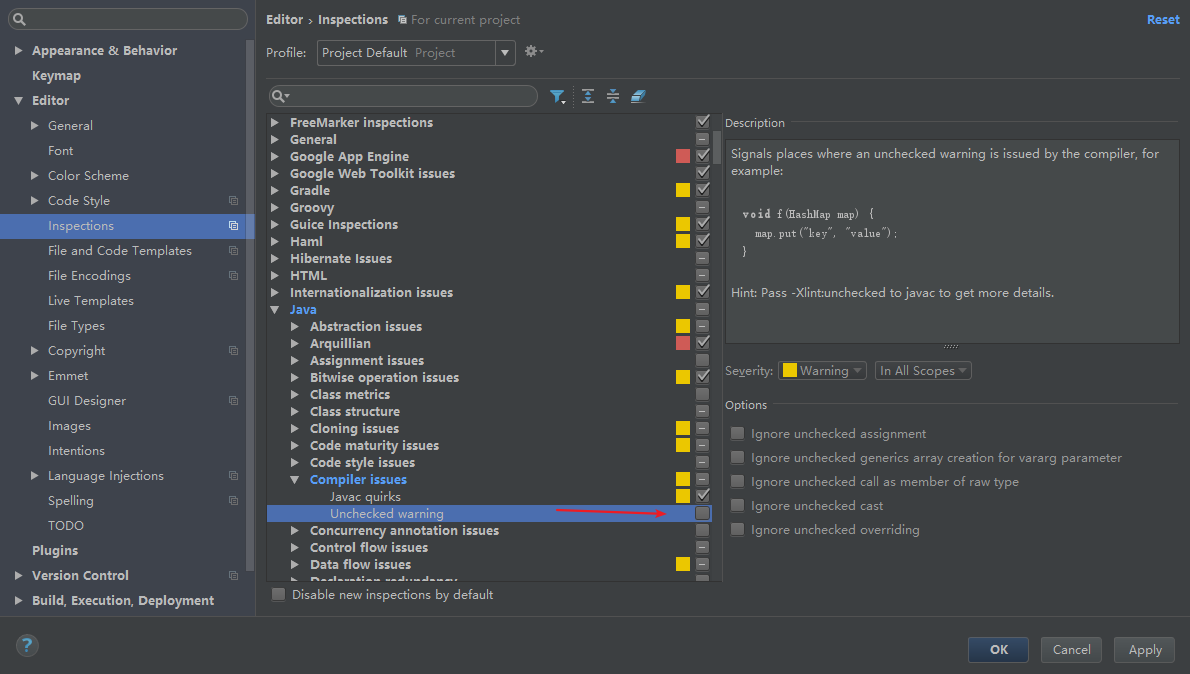 Appearance & Behavior
Keymap
Editor
General
Font
Color Scheme
Code Style
Inspections
File and Code Templates
File Encodings
Live Templates
File Types
Copyright
Emmet
GUI Designer
Images
Intentions
Language Injections
Spelling
TODO
Plugins
Version Control
Build, Execution, Deployment
Editor › Inspections For current project
Reset
Profile: Project Default Project
FreeMarker inspections
General
Google App Engine
Google Web Toolkit issues
Gradle
Groovy
Guice Inspections
Haml
Hibernate Issues
HTML
Internationalization issues
Java
Abstraction issues
Arquillian
Assignment issues
Bitwise operation issues
Class metrics
Class structure
Cloning issues
Code maturity issues
Code style issues
Compiler issues
Javac quirks
Unchecked warning
Concurrency annotation issues
Control flow issues
Data flow issues
Declaration redundancy
Disable new inspections by default
Description
Signals places where an unchecked warning is issued by the compiler, for
example:
void f(HashMap map) {
map.put("key", "value");
}
Hint: Pass -Xlint:unchecked to javac to get more details.
Severity: Warning In All Scopes
Options
Ignore unchecked assignment
Ignore unchecked generics array creation for vararg parameter
Ignore unchecked call as member of raw type
Ignore unchecked cast
Ignore unchecked overriding
?
OK
Cancel
Apply